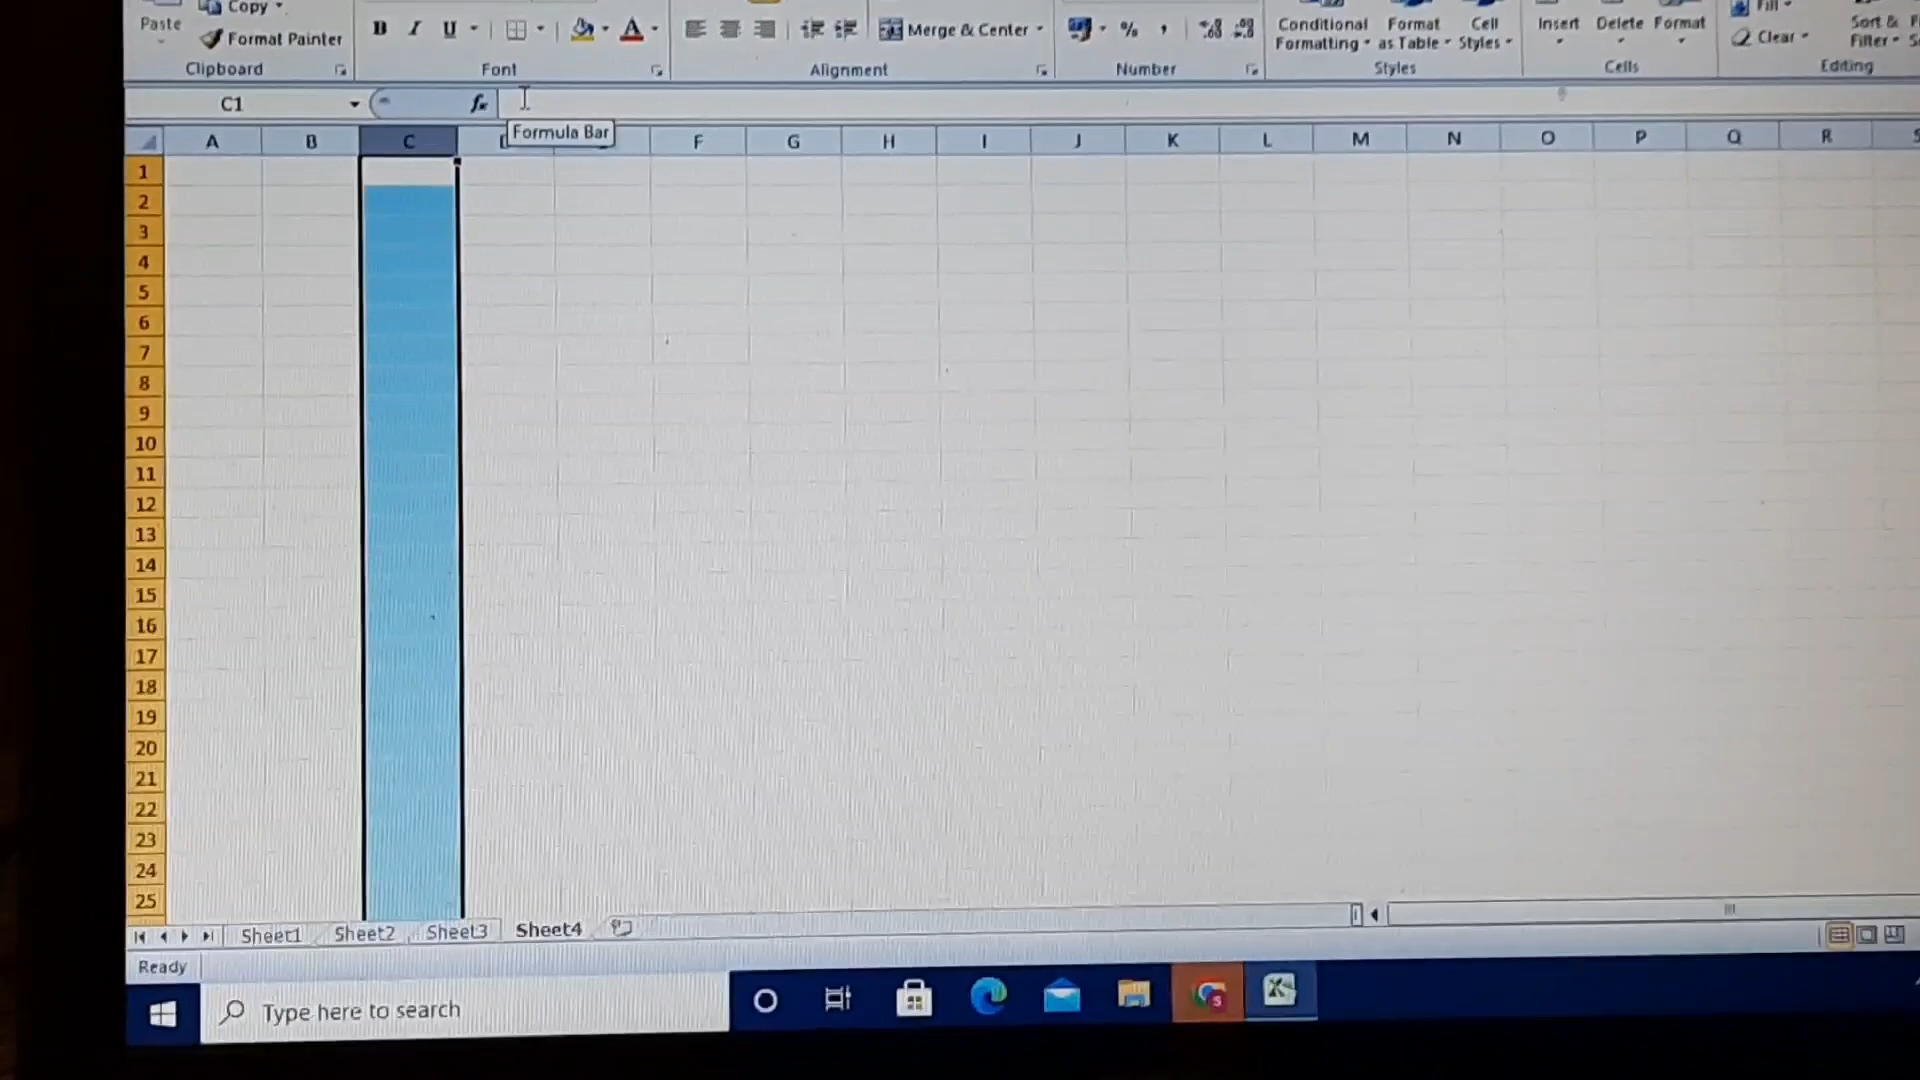 Paste
Copy
Format Painter
Clipboard
B I U A
Font
Merge & Center
Alignment
% ,
Number
Conditional Formatting
Format as Table
Cell Styles
Styles
Insert Delete Format
Cells
Fill
Clear
Sort & Filter
Editing
C1
fx
Formula Bar
A B C F G H I J K L M N O P Q R S
1
2
3
4
5
6
7
8
9
10
11
12
13
14
15
16
17
18
19
20
21
22
23
24
25
Sheet1 Sheet2 Sheet3 Sheet4
Ready
Type here to search